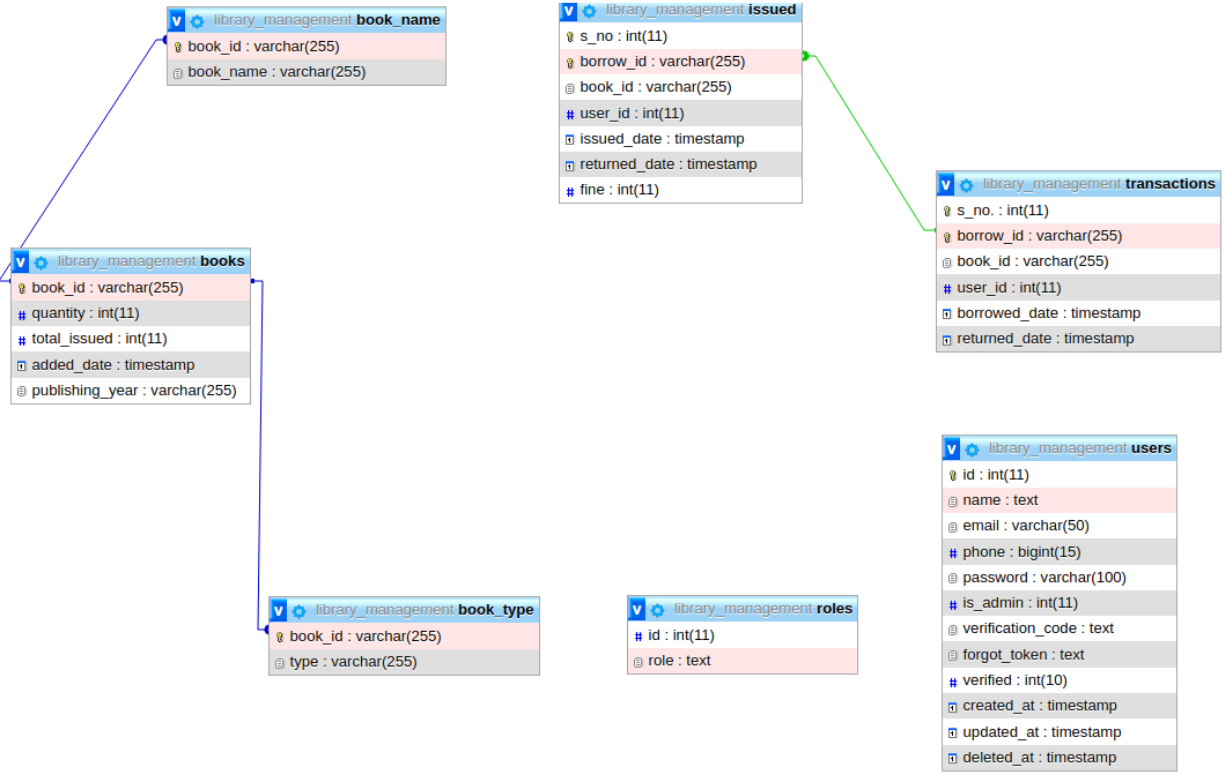 library_management book_name
book_id : varchar(255)
book_name : varchar(255)
library_management issued
s_no : int(11)
borrow_id : varchar(255)
book_id : varchar(255)
user_id : int(11)
issued_date : timestamp
returned_date : timestamp
fine : int(11)
library_management transactions
s_no. : int(11)
borrow_id : varchar(255)
book_id : varchar(255)
user_id : int(11)
borrowed_date : timestamp
returned_date : timestamp
library_management books
book_id : varchar(255)
quantity : int(11)
total_issued : int(11)
added_date : timestamp
publishing_year : varchar(255)
library_management users
id : int(11)
name : text
email : varchar(50)
phone : bigint(15)
password : varchar(100)
is_admin : int(11)
verification_code : text
forgot_token : text
verified : int(10)
created_at : timestamp
updated_at : timestamp
deleted_at : timestamp
library_management book_type
book_id : varchar(255)
type : varchar(255)
library_management roles
id : int(11)
role : text